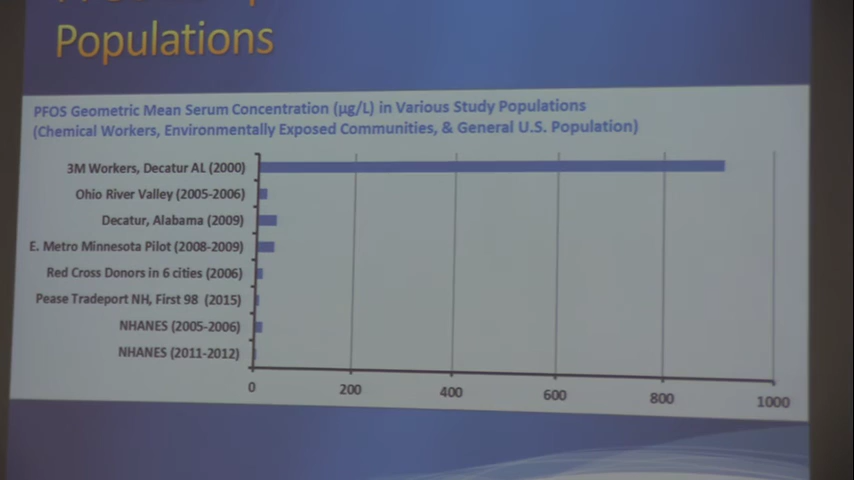 Populations
PFOS Geometric Mean Serum Concentration (µg/L) in Various Study Populations
(Chemical Workers, Environmentally Exposed Communities, & General U.S. Population)
3M Workers, Decatur AL (2000)
Ohio River Valley (2005-2006)
Decatur, Alabama (2009)
E. Metro Minnesota Pilot (2008-2009)
Red Cross Donors in 6 cities (2006)
Pease Tradeport NH, First 98 (2015)
NHANES (2005-2006)
NHANES (2011-2012)
0 200 400 600 800 1000